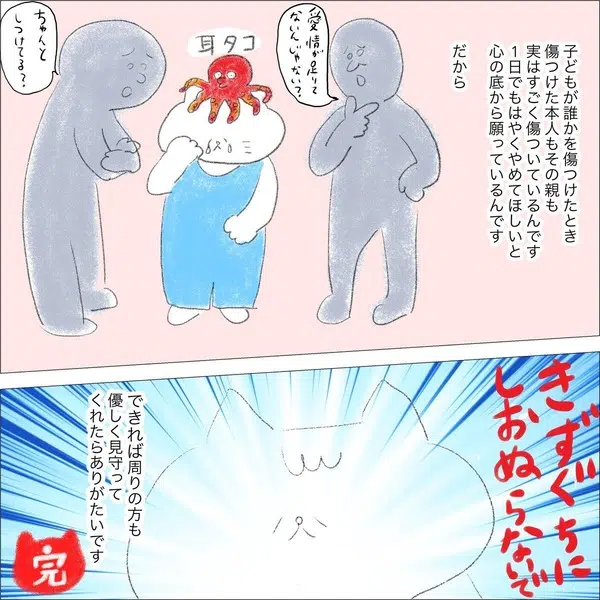 子どもが誰かを傷つけたとき
傷つけた本人もその親も
実はすごく傷ついているんです
1日でもはやくやめてほしいと
心の底から願っているんです
だから
愛情が足りて
ないんじゃない?
耳タコ
ちゃんと
しつけてる?
きずぐちに
しおぬらないで
できれば周りの方も
優しく見守って
くれたらありがたいです
完